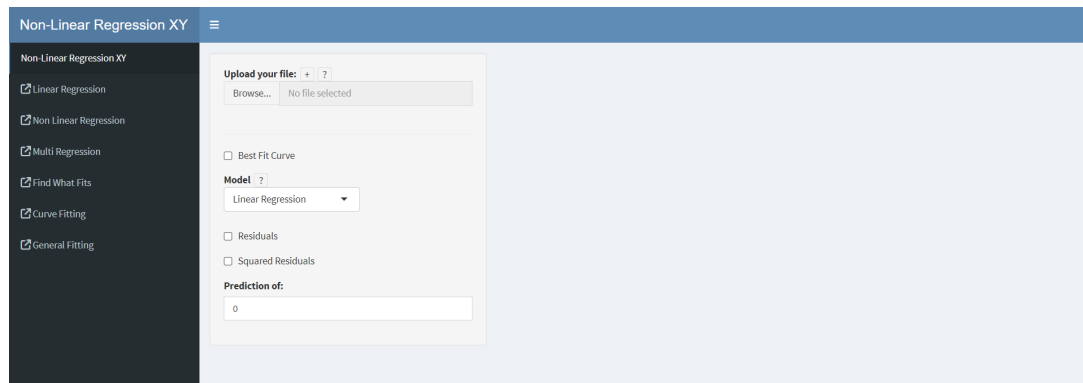 Non-Linear Regression XY
Non-Linear Regression XY
Linear Regression
Non Linear Regression
Multi Regression
Find What Fits
Curve Fitting
General Fitting
Upload your file: + ?
Browse... No file selected
Best Fit Curve
Model ?
Linear Regression
Residuals
Squared Residuals
Prediction of:
0